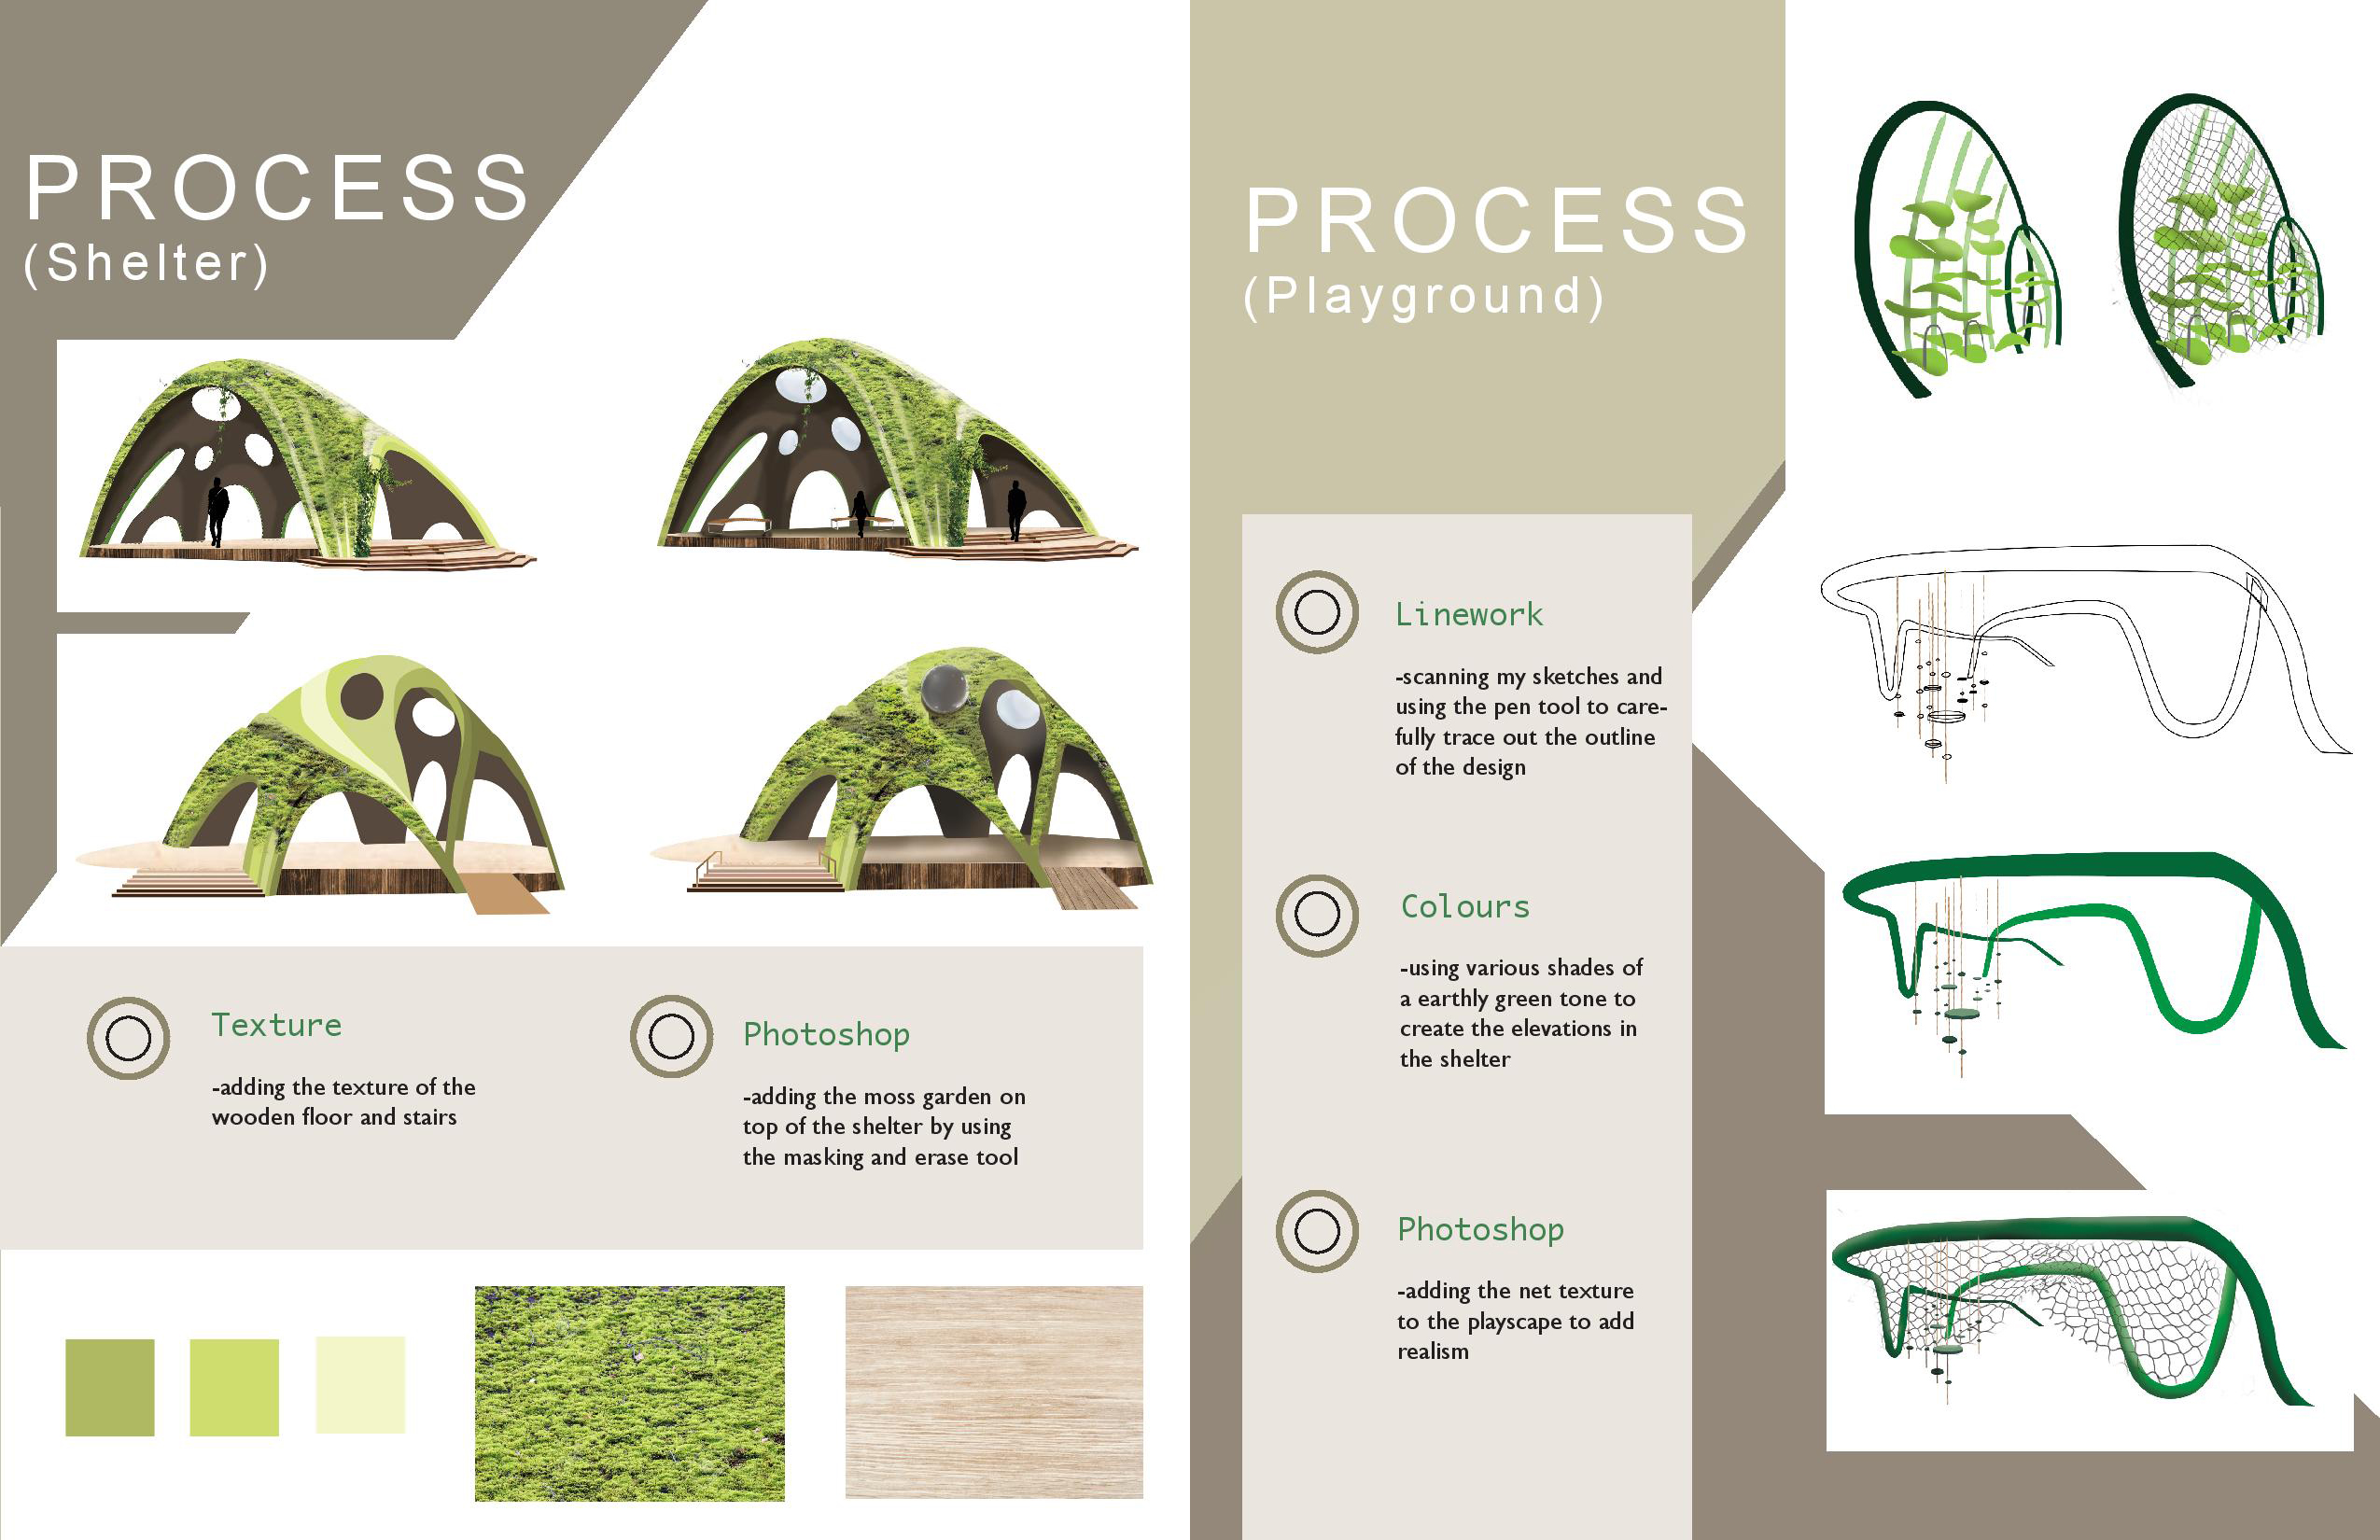 PROCESS
(Shelter)
Texture
-adding the texture of the
wooden floor and stairs
Photoshop
-adding the moss garden on
top of the shelter by using
the masking and erase tool
PROCESS
(Playground)
Linework
-scanning my sketches and
using the pen tool to care-
fully trace out the outline
of the design
Colours
-using various shades of
a earthly green tone to
create the elevations in
the shelter
Photoshop
-adding the net texture
to the playscape to add
realism